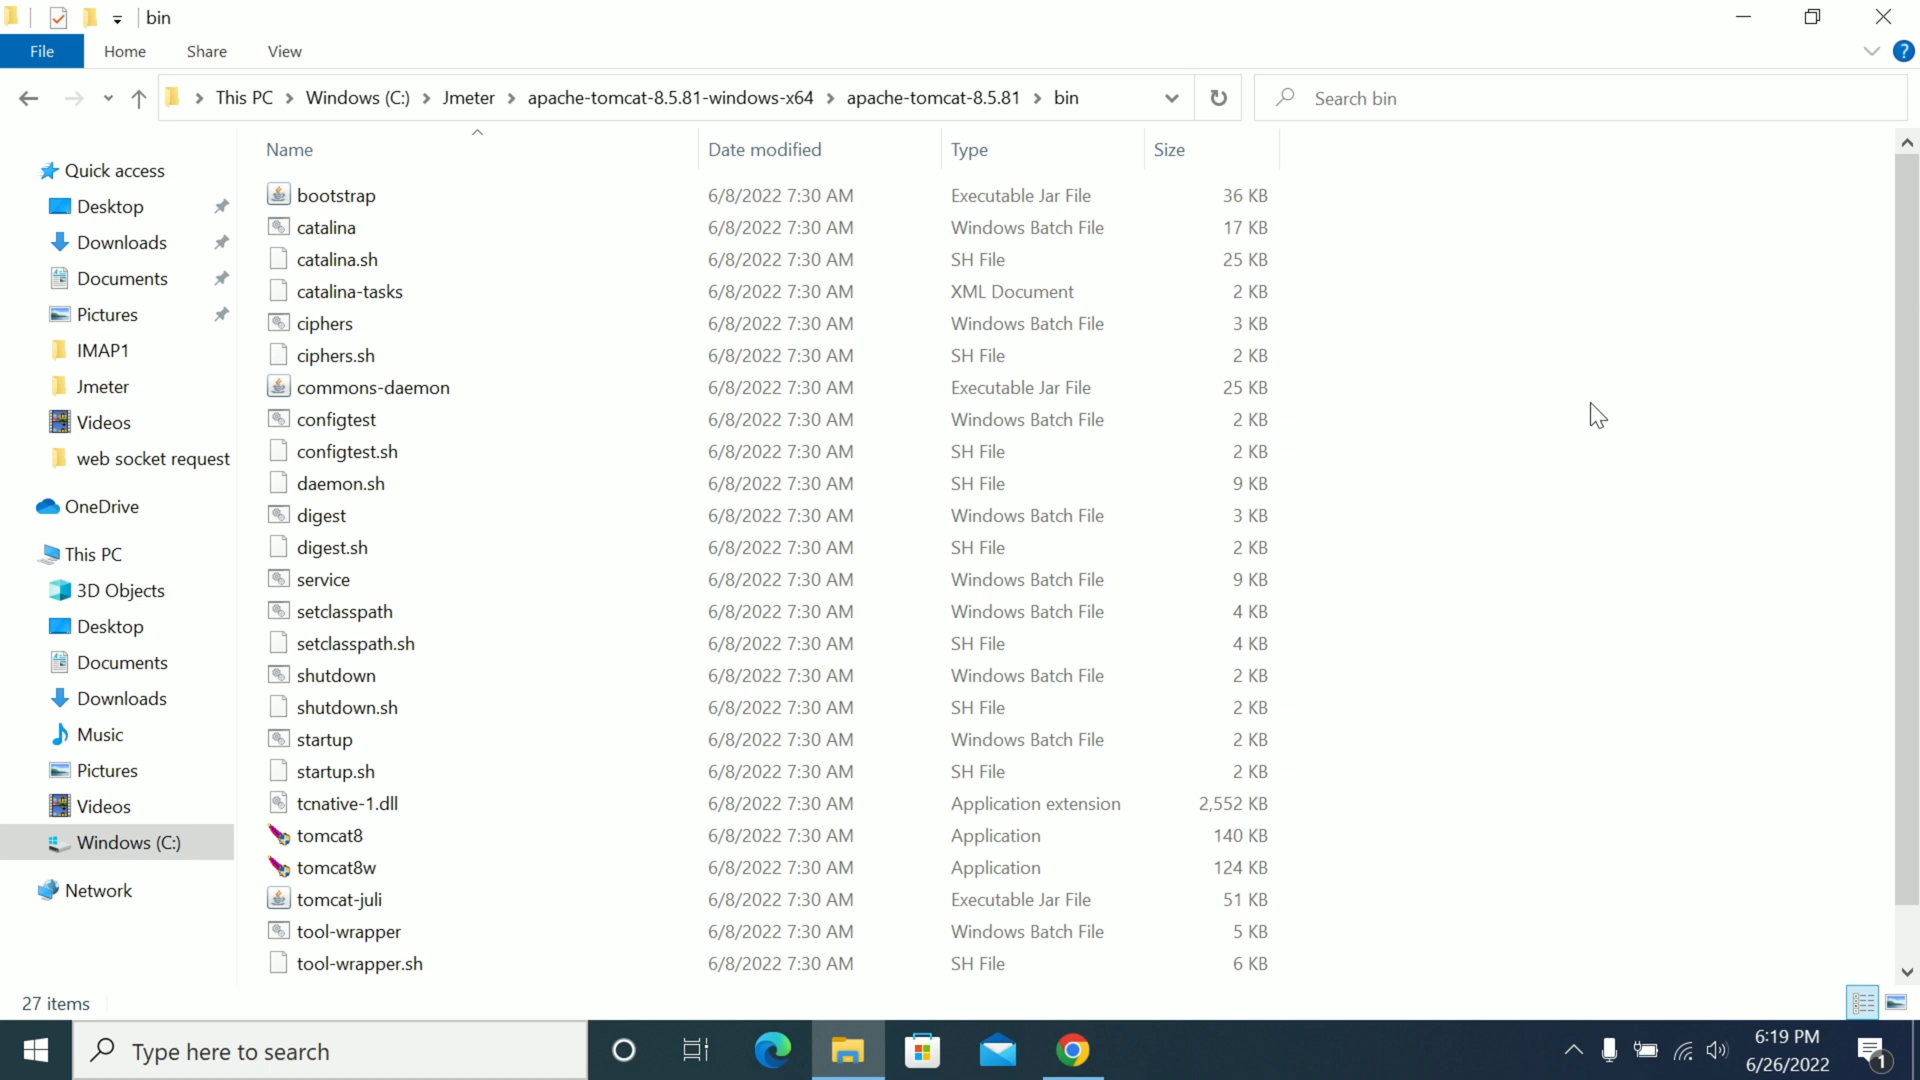 bin
File Home Share View
This PC Windows (C:) Jmeter apache-tomcat-8.5.81-windows-x64 apache-tomcat-8.5.81 bin Search bin
Name Date modified Type Size
Quick access
Desktop
Downloads
Documents
Pictures
IMAP1
Jmeter
Videos
web socket request
OneDrive
This PC
3D Objects
Desktop
Documents
Downloads
Music
Pictures
Videos
Windows (C:)
Network
bootstrap 6/8/2022 7:30 AM Executable Jar File 36 KB
catalina 6/8/2022 7:30 AM Windows Batch File 17 KB
catalina.sh 6/8/2022 7:30 AM SH File 25 KB
catalina-tasks 6/8/2022 7:30 AM XML Document 2 KB
ciphers 6/8/2022 7:30 AM Windows Batch File 3 KB
ciphers.sh 6/8/2022 7:30 AM SH File 2 KB
commons-daemon 6/8/2022 7:30 AM Executable Jar File 25 KB
configtest 6/8/2022 7:30 AM Windows Batch File 2 KB
configtest.sh 6/8/2022 7:30 AM SH File 2 KB
daemon.sh 6/8/2022 7:30 AM SH File 9 KB
digest 6/8/2022 7:30 AM Windows Batch File 3 KB
digest.sh 6/8/2022 7:30 AM SH File 2 KB
service 6/8/2022 7:30 AM Windows Batch File 9 KB
setclasspath 6/8/2022 7:30 AM Windows Batch File 4 KB
setclasspath.sh 6/8/2022 7:30 AM SH File 4 KB
shutdown 6/8/2022 7:30 AM Windows Batch File 2 KB
shutdown.sh 6/8/2022 7:30 AM SH File 2 KB
startup 6/8/2022 7:30 AM Windows Batch File 2 KB
startup.sh 6/8/2022 7:30 AM SH File 2 KB
tcnative-1.dll 6/8/2022 7:30 AM Application extension 2,552 KB
tomcat8 6/8/2022 7:30 AM Application 140 KB
tomcat8w 6/8/2022 7:30 AM Application 124 KB
tomcat-juli 6/8/2022 7:30 AM Executable Jar File 51 KB
tool-wrapper 6/8/2022 7:30 AM Windows Batch File 5 KB
tool-wrapper.sh 6/8/2022 7:30 AM SH File 6 KB
27 items
Type here to search
6:19 PM
6/26/2022
1